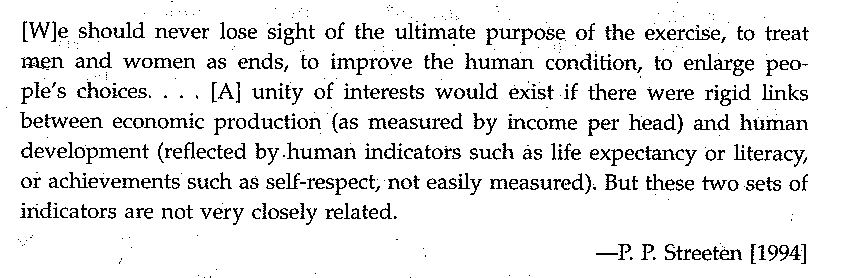 [W]e should never lose sight of the ultimate purpose of the exercise, to treat
men and women as ends, to improve the human condition, to enlarge peo-
ple's choices. . . . [A] unity of interests would exist if there were rigid links
between economic production (as measured by income per head) and human
development (reflected by human indicators such as life expectancy or literacy,
or achievements such as self-respect, not easily measured). But these two sets of
indicators are not very closely related.
—P. P. Streeten [1994]